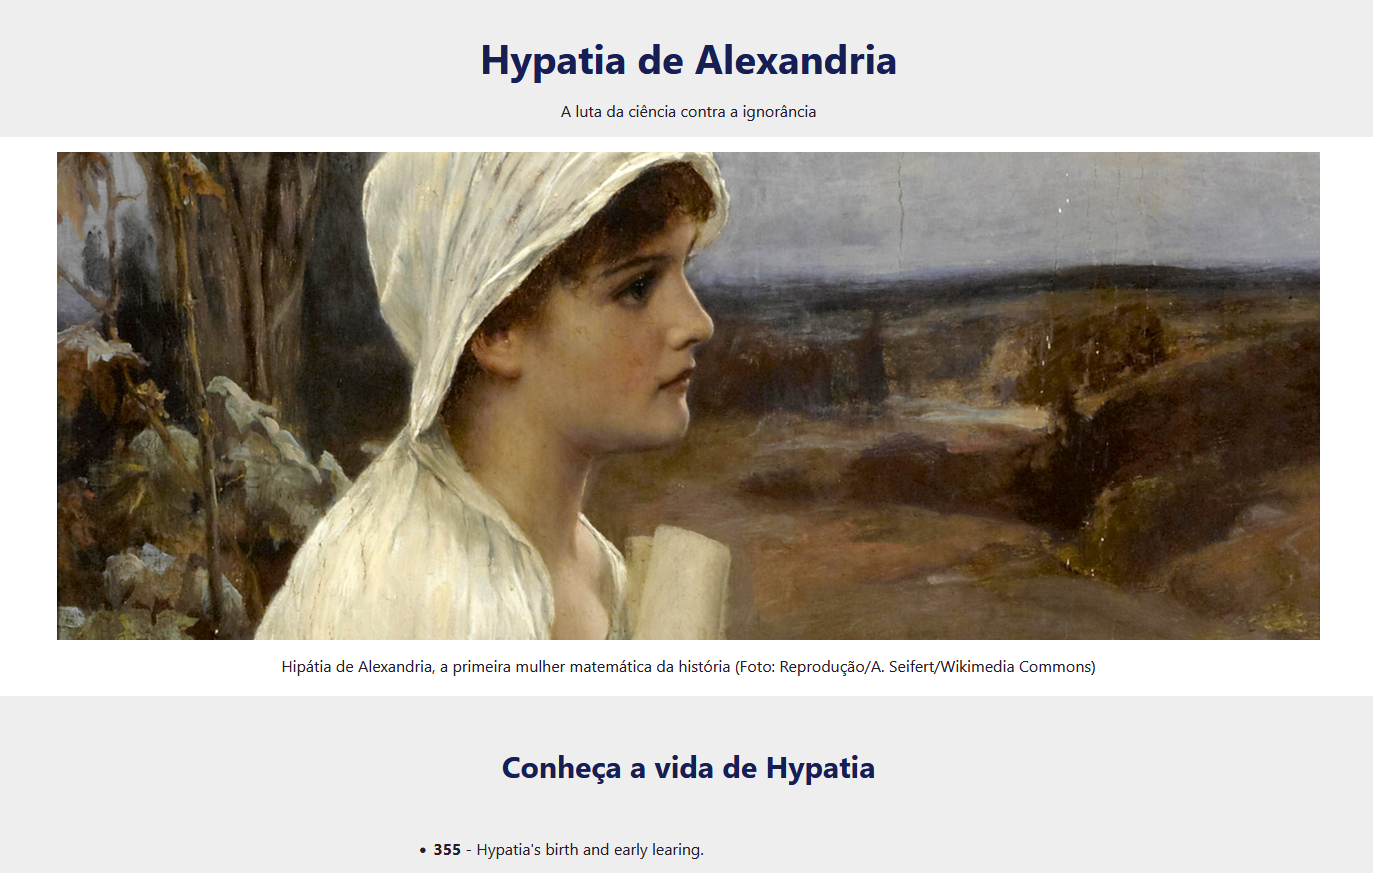 Hypatia de Alexandria
A luta da ciência contra a ignorância
Hipátia de Alexandria, a primeira mulher matemática da história (Foto: Reprodução/A. Seifert/Wikimedia Commons)
Conheça a vida de Hypatia
• 355 - Hypatia's birth and early learing.